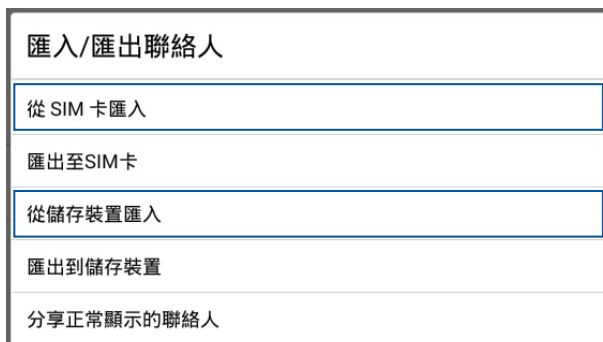 匯入/匯出聯絡人
從 SIM 卡匯入
匯出至SIM卡
從儲存裝置匯入
匯出到儲存裝置
分享正常顯示的聯絡人